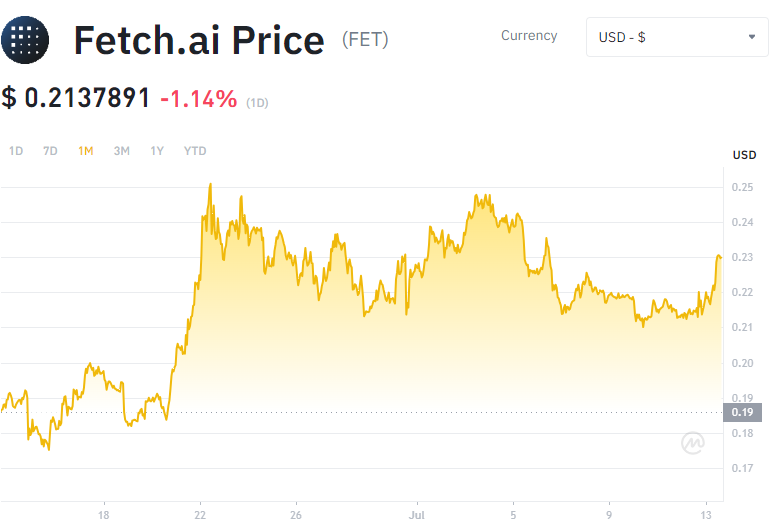 Fetch.ai Price (FET)
Currency USD - $
$ 0.2137891 -1.14% (1D)
1D 7D 1M 3M 1Y YTD
USD
0.25
0.24
0.23
0.22
0.21
0.20
0.19
0.19
0.18
0.17
18 22 26 Jul 5 9 13